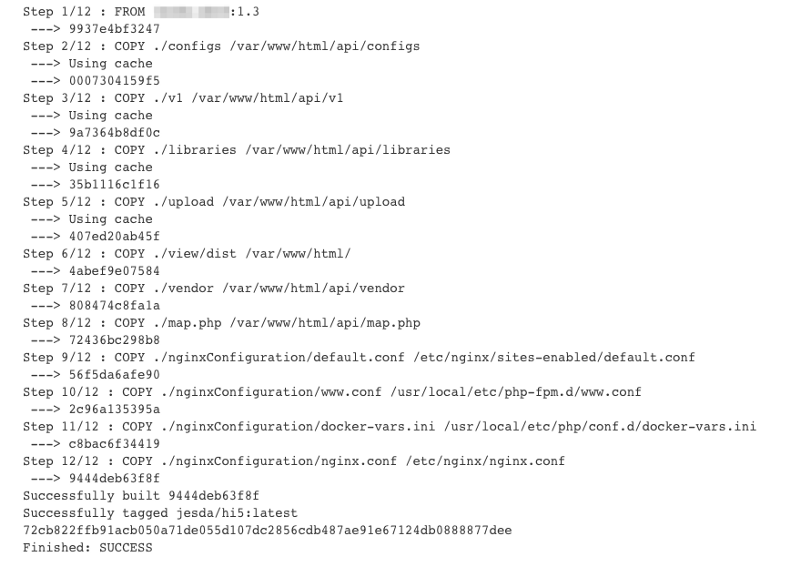 Step 1/12 : FROM :1.3
---> 9937e4bf3247
Step 2/12 : COPY ./configs /var/www/html/api/configs
---> Using cache
---> 0007304159f5
Step 3/12 : COPY ./v1 /var/www/html/api/v1
---> Using cache
---> 9a7364b8df0c
Step 4/12 : COPY ./libraries /var/www/html/api/libraries
---> Using cache
---> 35b1116c1f16
Step 5/12 : COPY ./upload /var/www/html/api/upload
---> Using cache
---> 407ed20ab45f
Step 6/12 : COPY ./view/dist /var/www/html/
---> 4abef9e07584
Step 7/12 : COPY ./vendor /var/www/html/api/vendor
---> 808474c8fa1a
Step 8/12 : COPY ./map.php /var/www/html/api/map.php
---> 72436bc298b8
Step 9/12 : COPY ./nginxConfiguration/default.conf /etc/nginx/sites-enabled/default.conf
---> 56f5da6afe90
Step 10/12 : COPY ./nginxConfiguration/www.conf /usr/local/etc/php-fpm.d/www.conf
---> 2c96a135395a
Step 11/12 : COPY ./nginxConfiguration/docker-vars.ini /usr/local/etc/php/conf.d/docker-vars.ini
---> c8bac6f34419
Step 12/12 : COPY ./nginxConfiguration/nginx.conf /etc/nginx/nginx.conf
---> 9444deb63f8f
Successfully built 9444deb63f8f
Successfully tagged jesda/hi5:latest
72cb822ffb91acb050a71de055d107dc2856cdb487ae91e67124db0888877dee
Finished: SUCCESS